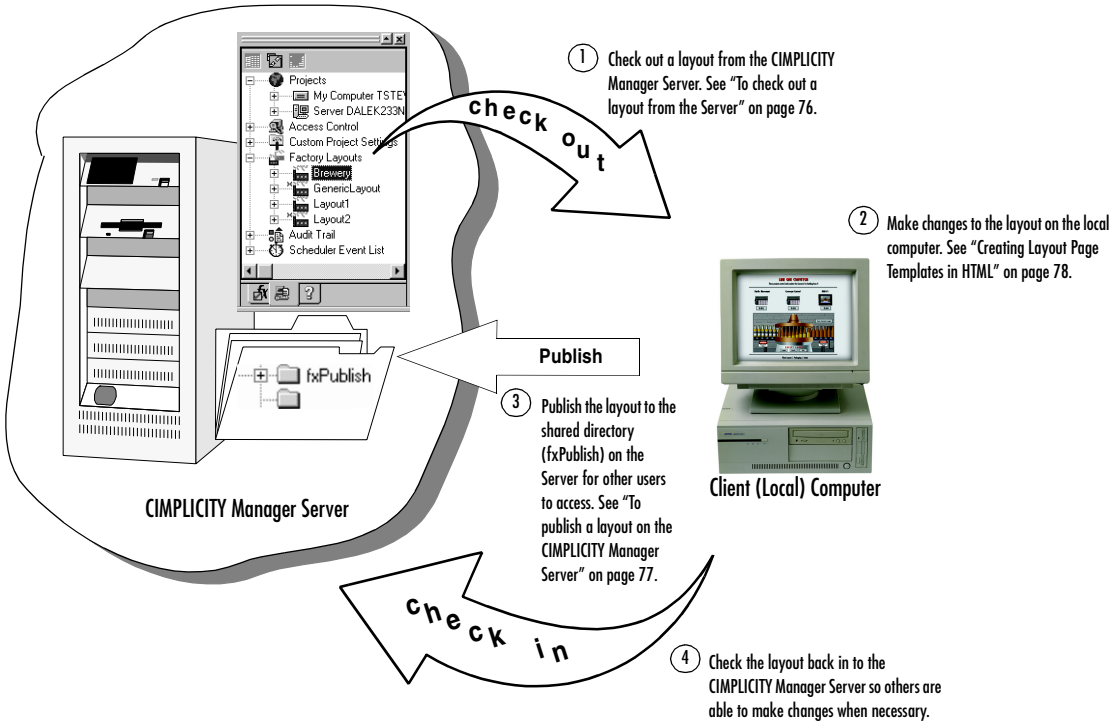 Projects
My Computer TSTEV
Server DALEK233N
Access Control
Custom Project Settings
Factory Layouts
Brewery
GenericLayout
Layout1
Layout2
Audit Trail
Scheduler Event List
fx
?
fxPublish
CIMPLICITY Manager Server
check out
1 Check out a layout from the CIMPLICITY
Manager Server. See “To check out a
layout from the Server” on page 76.
2 Make changes to the layout on the local
computer. See “Creating Layout Page
Templates in HTML” on page 78.
Client (Local) Computer
Publish
3 Publish the layout to the
shared directory
(fxPublish) on the
Server for other users
to access. See “To
publish a layout on the
CIMPLICITY Manager
Server” on page 77.
check in
4 Check the layout back in to the
CIMPLICITY Manager Server so others are
able to make changes when necessary.